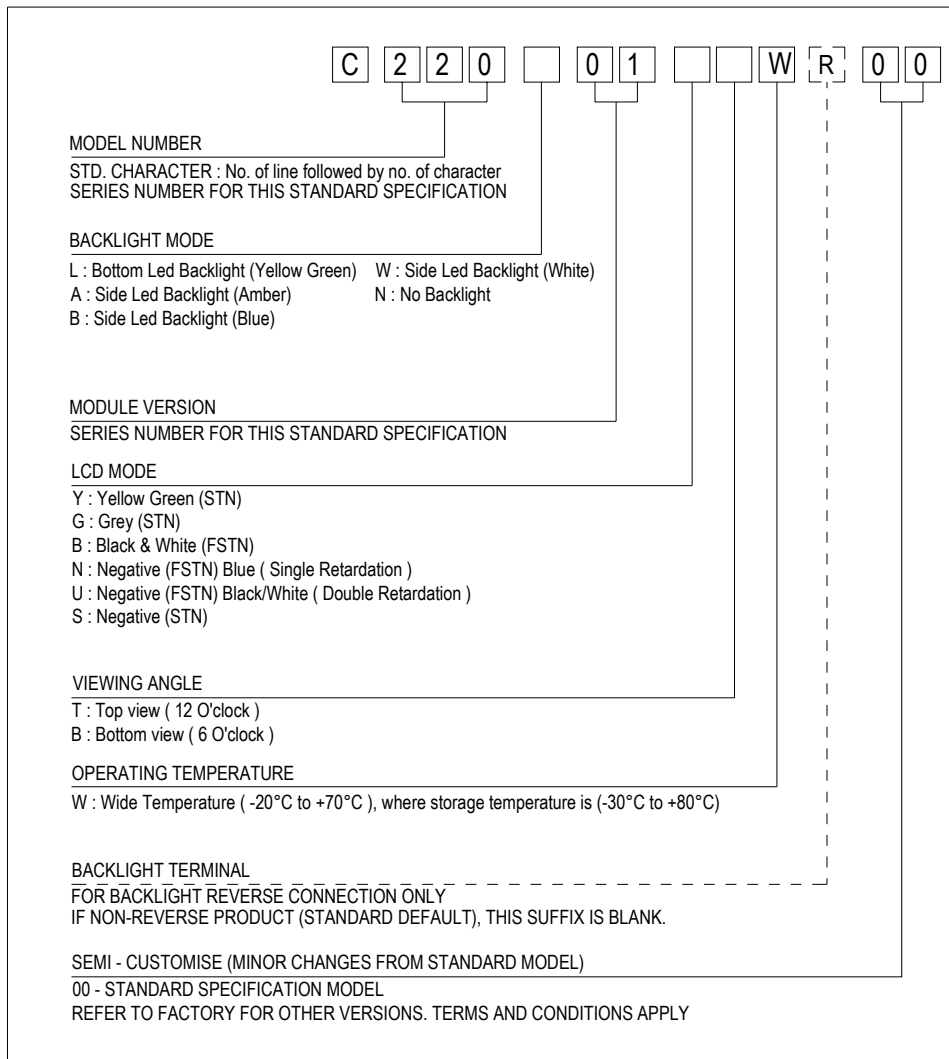 C 2 2 0 0 1 W R 0 0
MODEL NUMBER
STD. CHARACTER : No. of line followed by no. of character
SERIES NUMBER FOR THIS STANDARD SPECIFICATION
BACKLIGHT MODE
L : Bottom Led Backlight (Yellow Green) W : Side Led Backlight (White)
A : Side Led Backlight (Amber) N : No Backlight
B : Side Led Backlight (Blue)
MODULE VERSION
SERIES NUMBER FOR THIS STANDARD SPECIFICATION
LCD MODE
Y : Yellow Green (STN)
G : Grey (STN)
B : Black & White (FSTN)
N : Negative (FSTN) Blue ( Single Retardation )
U : Negative (FSTN) Black/White ( Double Retardation )
S : Negative (STN)
VIEWING ANGLE
T : Top view ( 12 O'clock )
B : Bottom view ( 6 O'clock )
OPERATING TEMPERATURE
W : Wide Temperature ( -20°C to +70°C ), where storage temperature is (-30°C to +80°C)
BACKLIGHT TERMINAL
FOR BACKLIGHT REVERSE CONNECTION ONLY
IF NON-REVERSE PRODUCT (STANDARD DEFAULT), THIS SUFFIX IS BLANK.
SEMI - CUSTOMISE (MINOR CHANGES FROM STANDARD MODEL)
00 - STANDARD SPECIFICATION MODEL
REFER TO FACTORY FOR OTHER VERSIONS. TERMS AND CONDITIONS APPLY